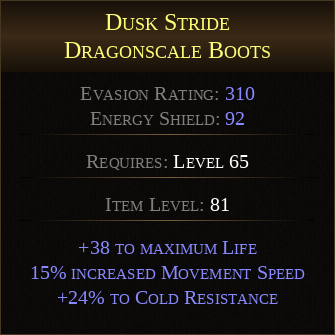 Dusk Stride
Dragonscale Boots
Evasion Rating: 310
Energy Shield: 92
Requires: Level 65
Item Level: 81
+38 to maximum Life
15% increased Movement Speed
+24% to Cold Resistance